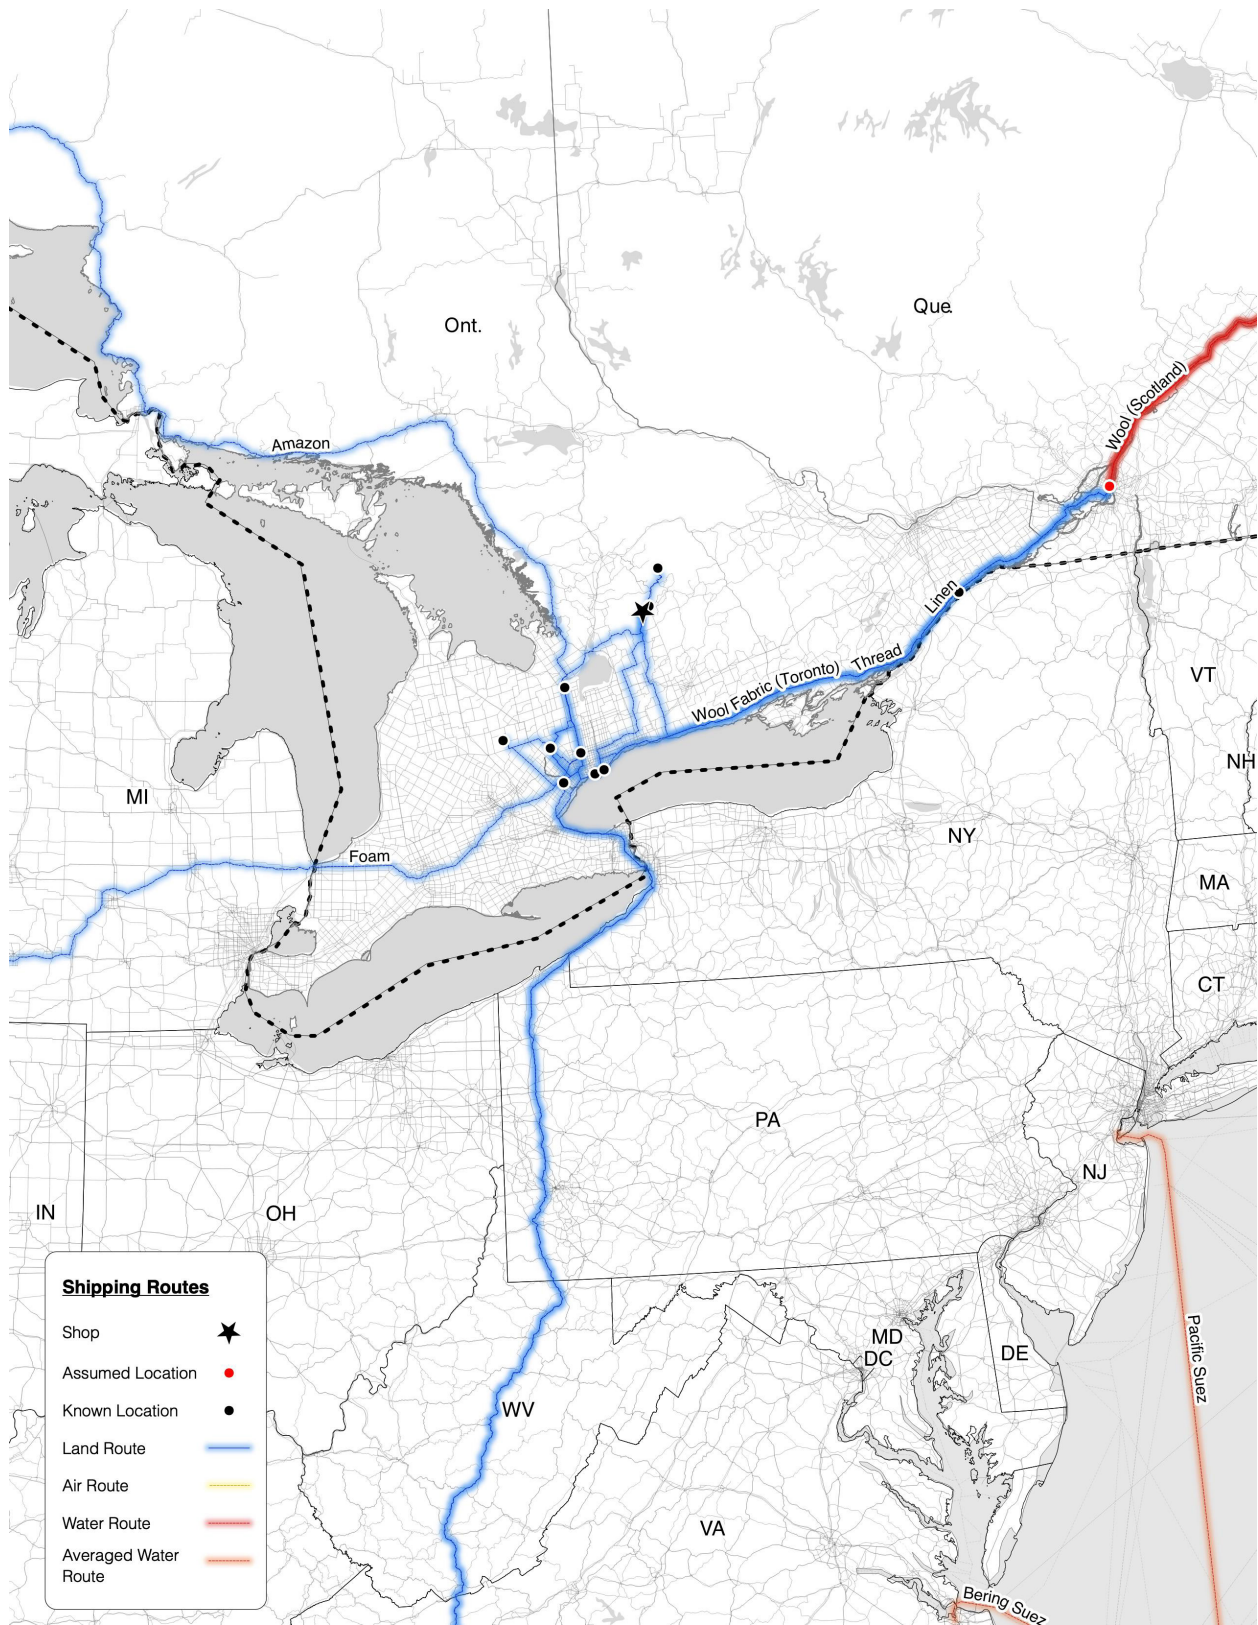 Ont.
Que.
Wool (Scotland)
Amazon
Linen
Thread
Wool Fabric (Toronto)
VT
NH
MI
NY
Foam
MA
CT
PA
NJ
IN
OH
Pacific Suez
MD
DC
DE
WV
VA
Bering Suez
Shipping Routes
Shop
Assumed Location
Known Location
Land Route
Air Route
Water Route
Averaged Water
Route